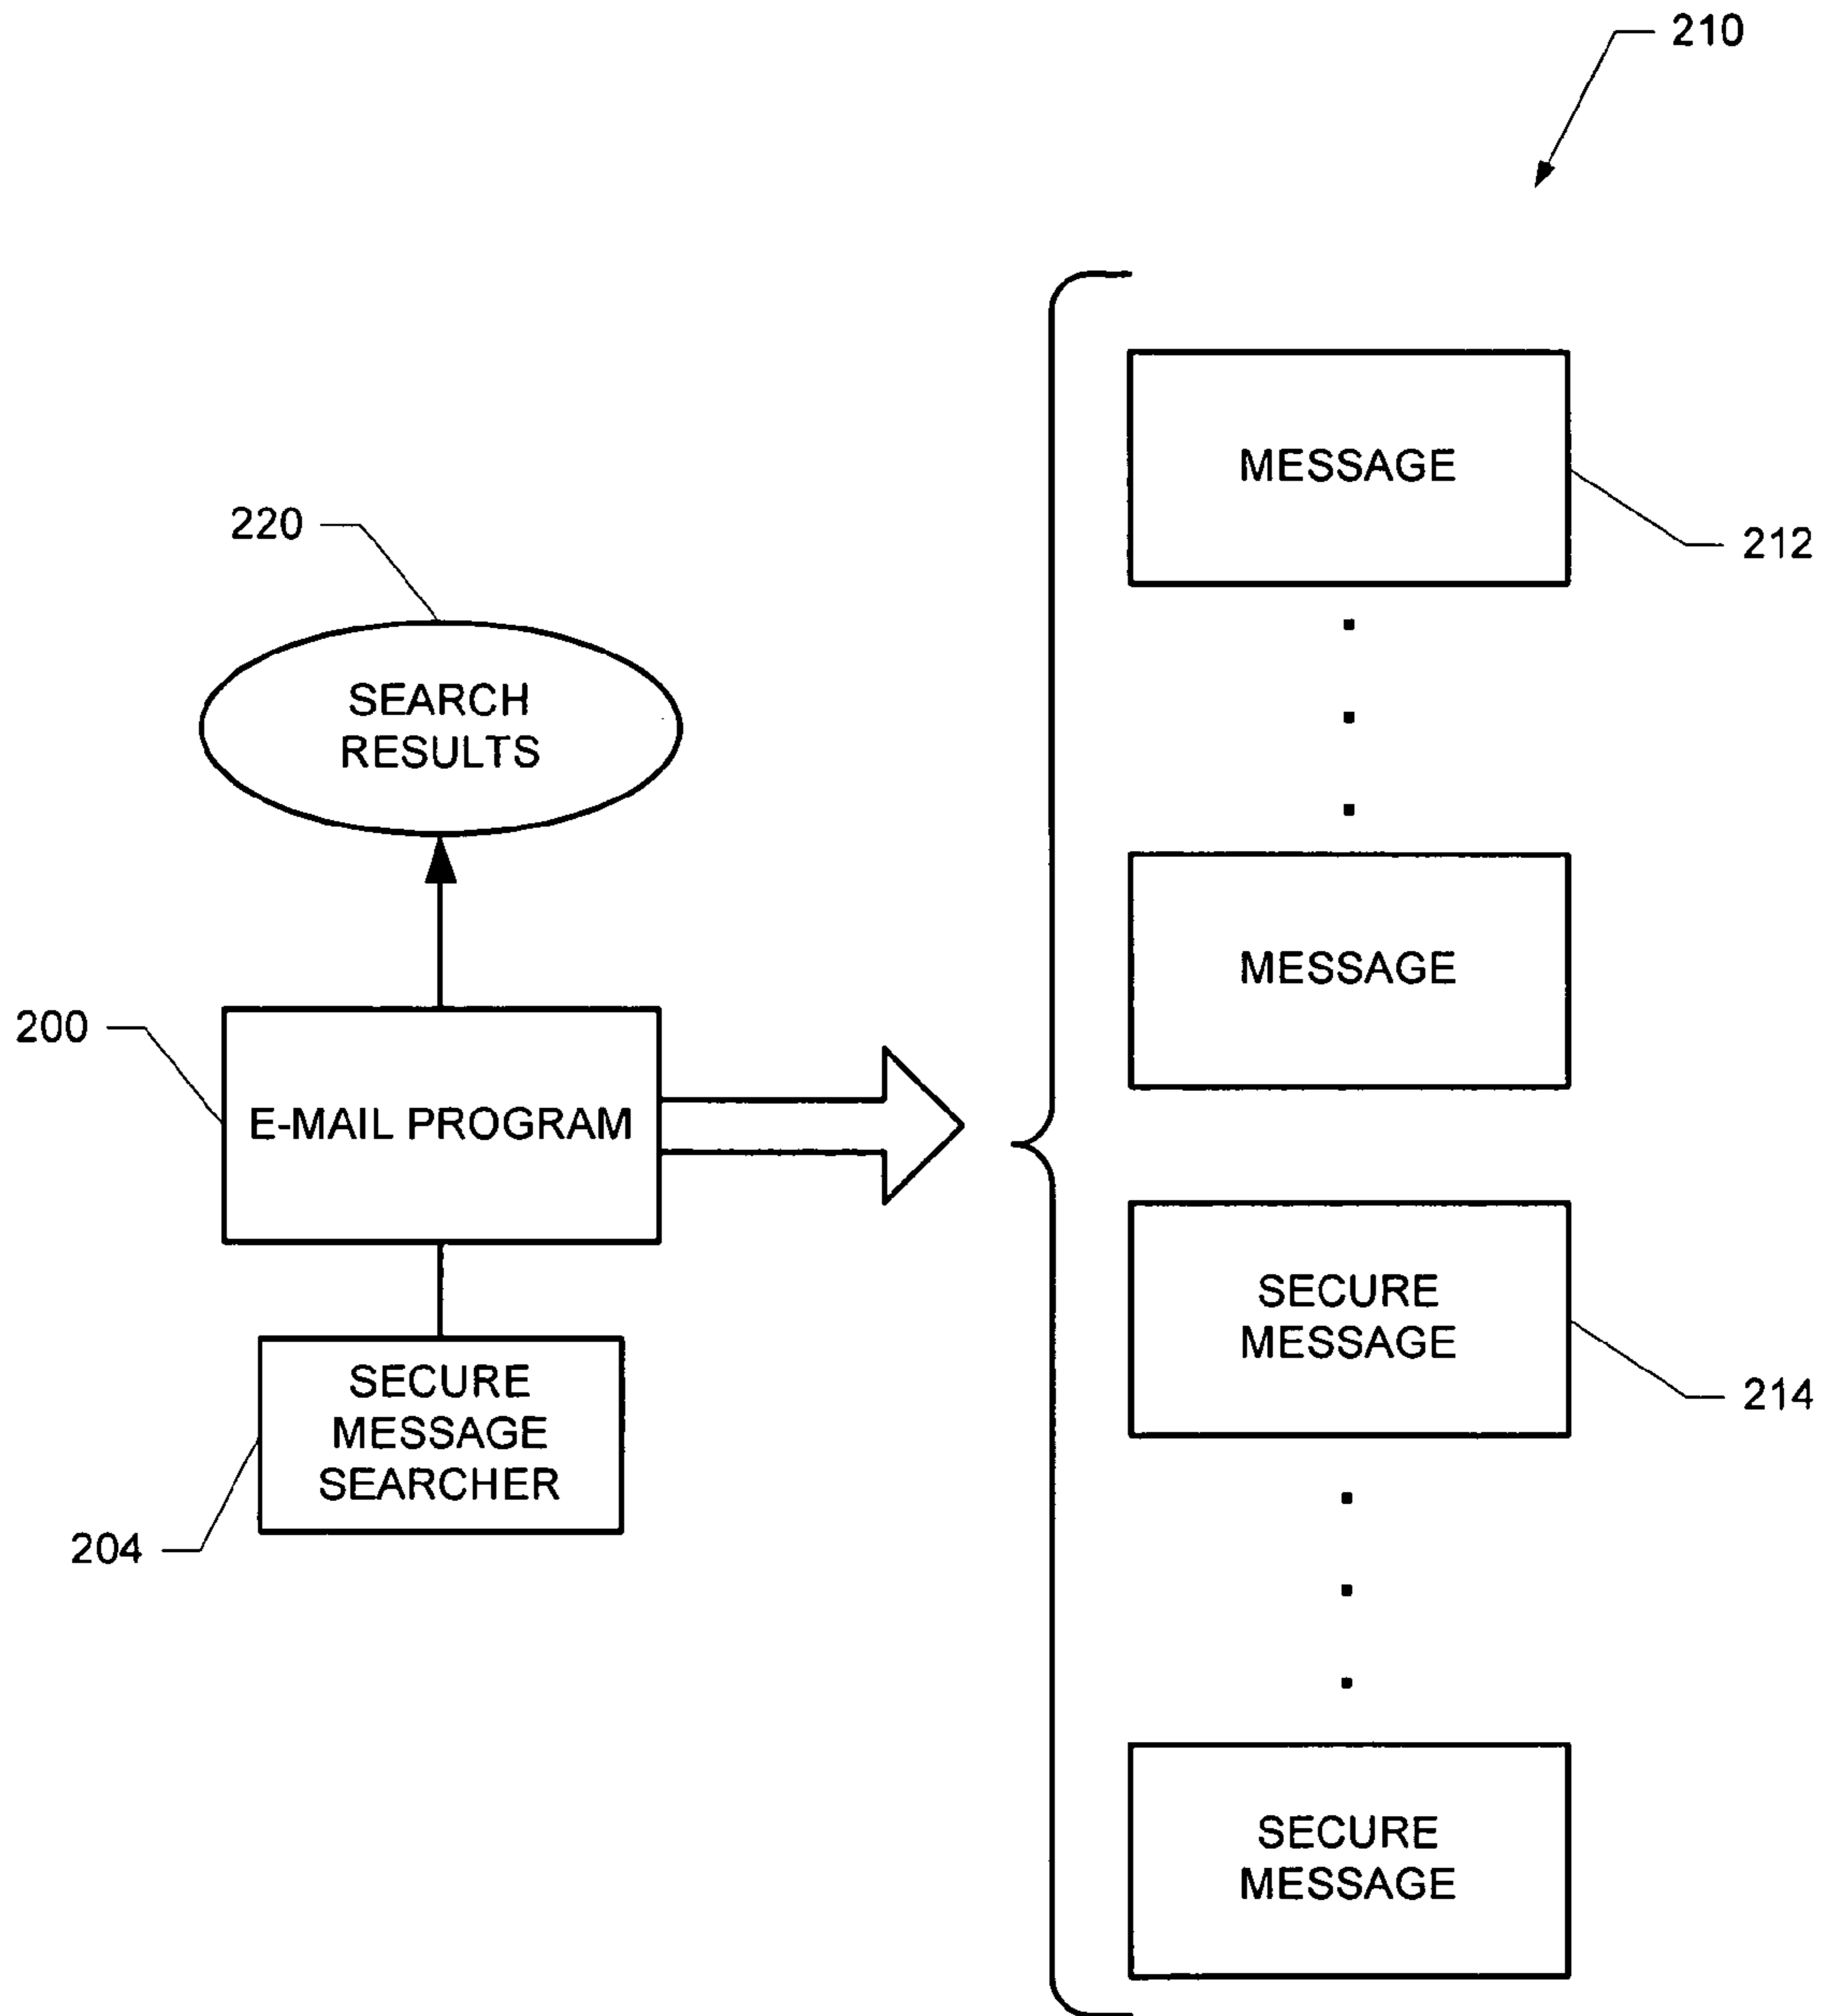 210
MESSAGE
212
220
SEARCH
RESULTS
MESSAGE
200
E-MAIL PROGRAM
SECURE
MESSAGE
214
SECURE
MESSAGE
SEARCHER
204
SECURE
MESSAGE